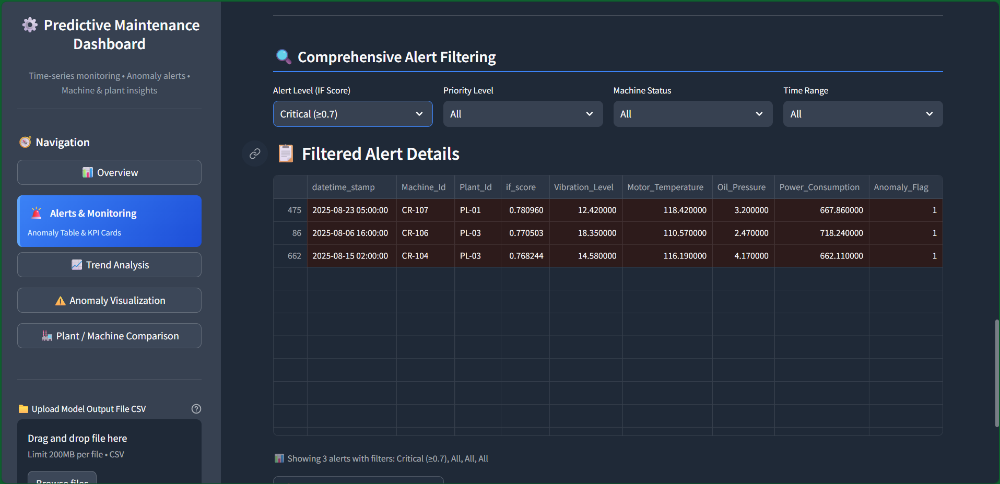 Predictive Maintenance
Dashboard
Time-series monitoring • Anomaly alerts •
Machine & plant insights
Navigation
Overview
Alerts & Monitoring
Anomaly Table & KPI Cards
Trend Analysis
Anomaly Visualization
Plant / Machine Comparison
Upload Model Output File CSV
Drag and drop file here
Limit 200MB per file • CSV
Browse files
Comprehensive Alert Filtering
Alert Level (IF Score) Priority Level Machine Status Time Range
Critical (≥0.7) All All All
Filtered Alert Details
datetime_stamp Machine_Id Plant_Id if_score Vibration_Level Motor_Temperature Oil_Pressure Power_Consumption Anomaly_Flag
475 2025-08-23 05:00:00 CR-107 PL-01 0.780960 12.420000 118.420000 3.200000 667.860000 1
86 2025-08-06 16:00:00 CR-106 PL-03 0.770503 18.350000 110.570000 2.470000 718.240000 1
662 2025-08-15 02:00:00 CR-104 PL-03 0.768244 14.580000 116.190000 4.170000 662.110000 1
Showing 3 alerts with filters: Critical (≥0.7), All, All, All